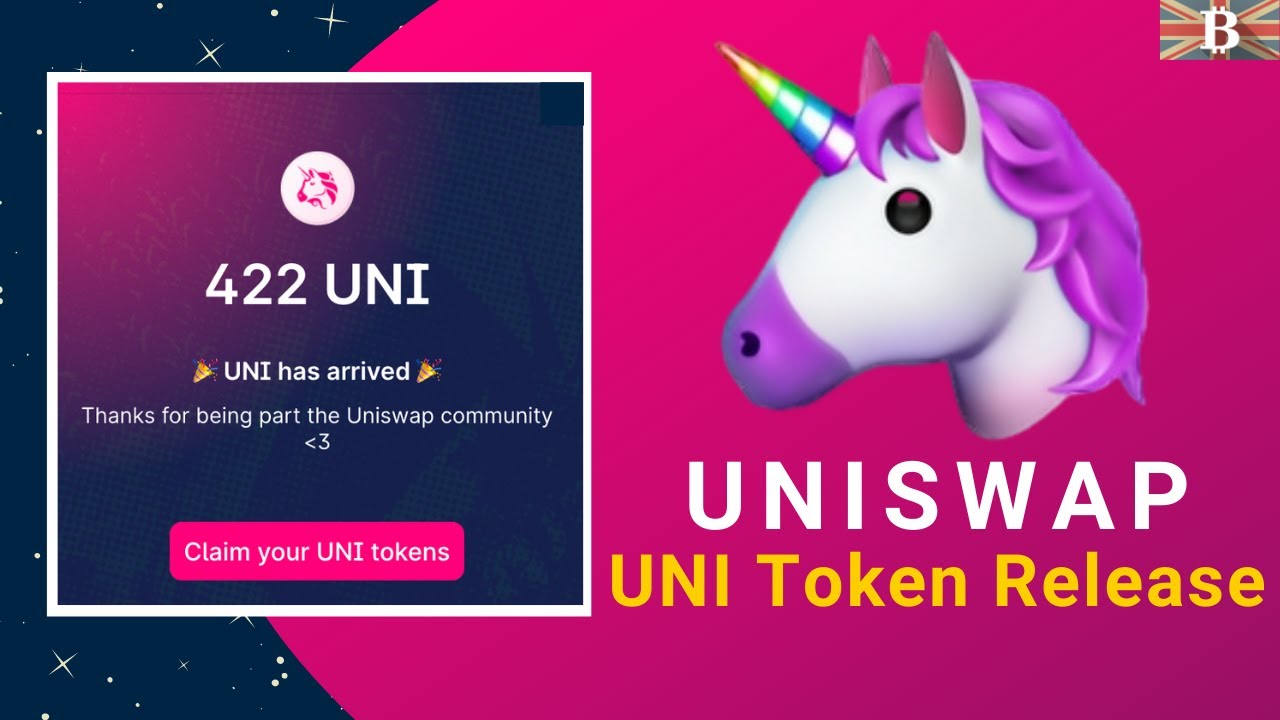 422 UNI
🎉 UNI has arrived 🎉
Thanks for being part the Uniswap community
<3
Claim your UNI tokens
B
UNISWAP
UNI Token Release